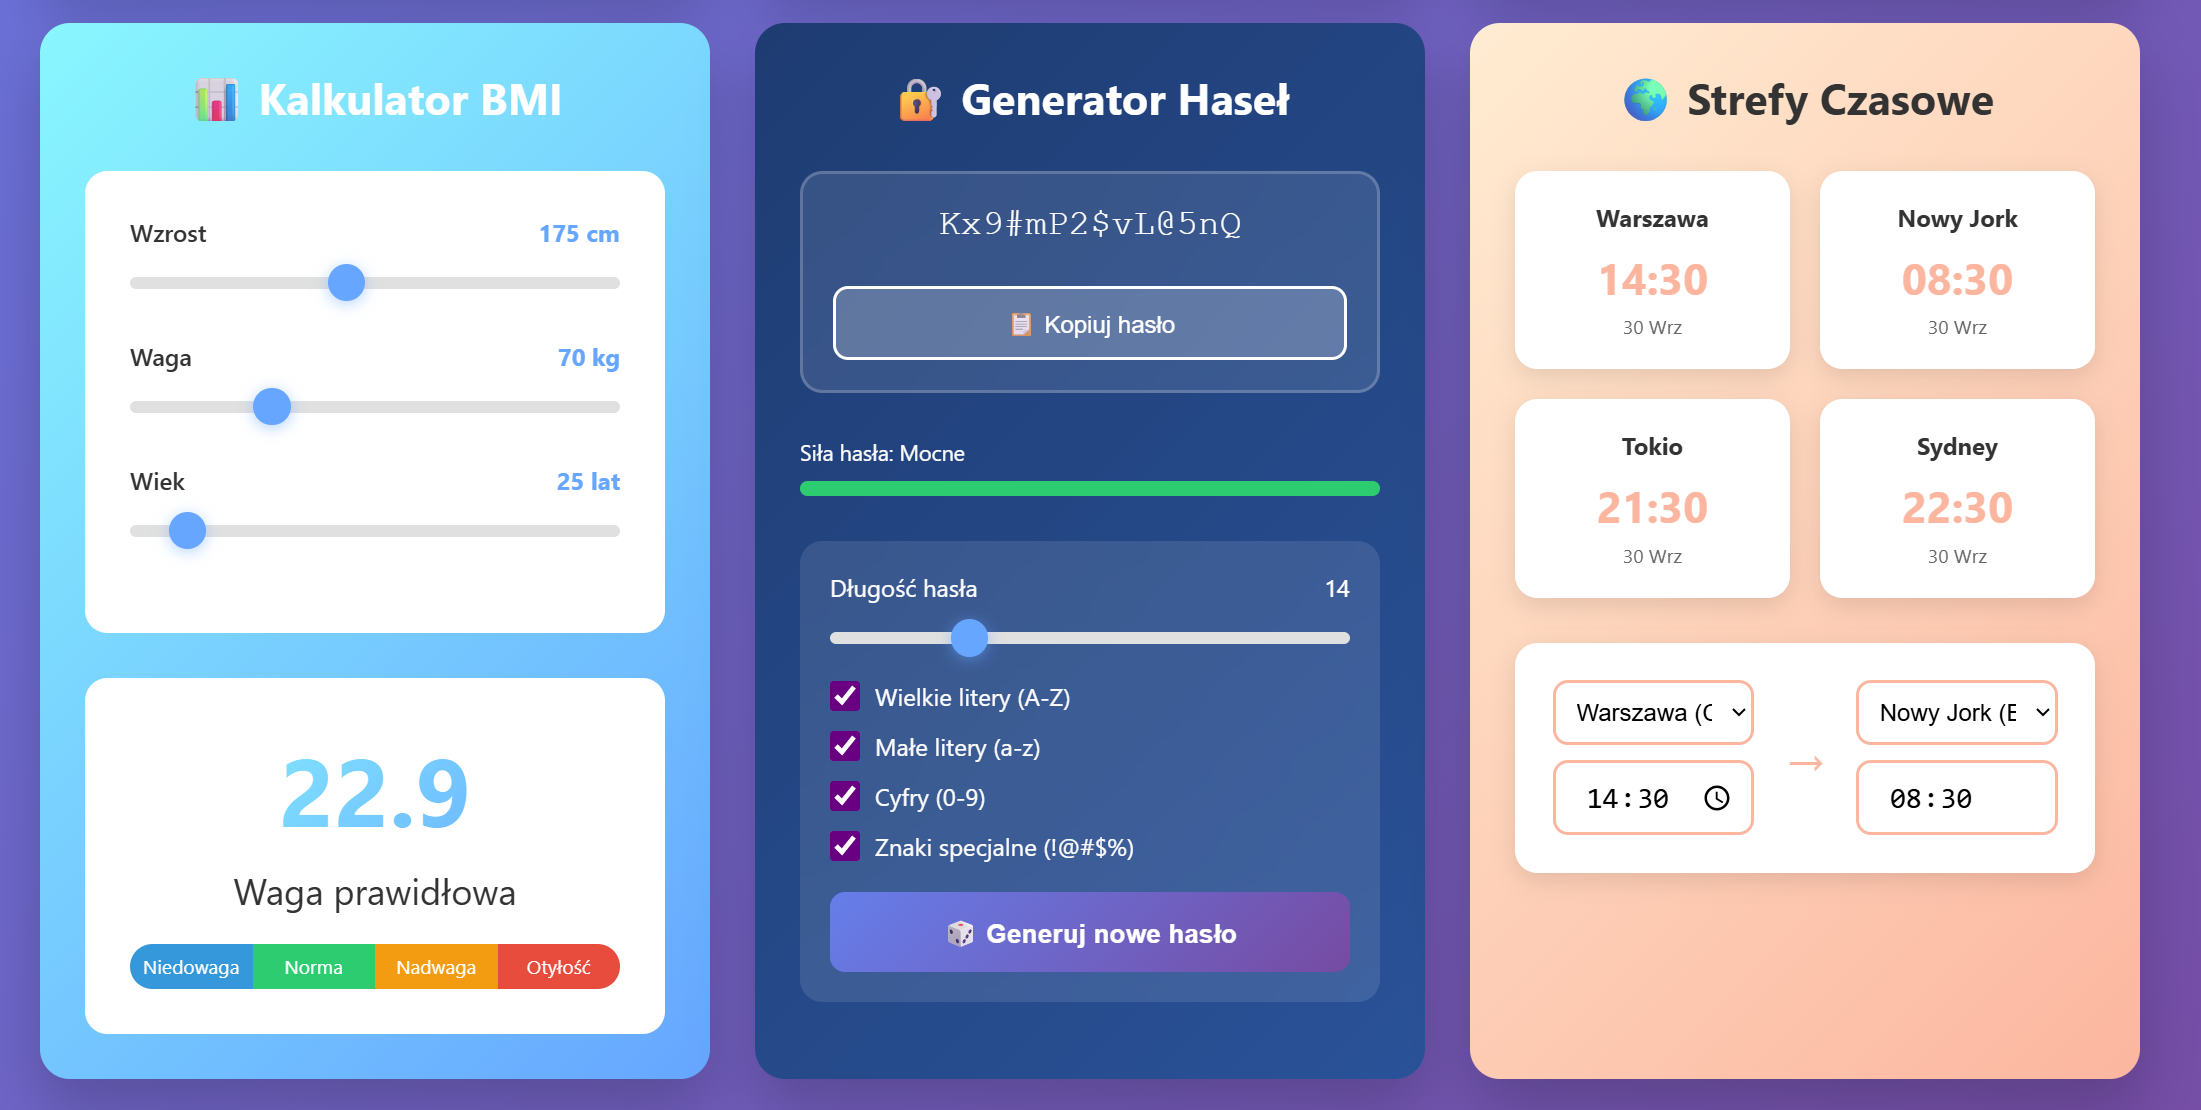 Kalkulator BMI
Wzrost 175 cm
Waga 70 kg
Wiek 25 lat
22.9
Waga prawidłowa
Niedowaga Norma Nadwaga Otyłość
Generator Haseł
Kx9#mP2$vL@5nQ
Kopiuj hasło
Siła hasła: Mocne
Długość hasła 14
Wielkie litery (A-Z)
Małe litery (a-z)
Cyfry (0-9)
Znaki specjalne (!@#$%)
Generuj nowe hasło
Strefy Czasowe
Warszawa
14:30
30 Wrz
Nowy Jork
08:30
30 Wrz
Tokio
21:30
30 Wrz
Sydney
22:30
30 Wrz
Warszawa (C
14:30
→
Nowy Jork (E
08:30